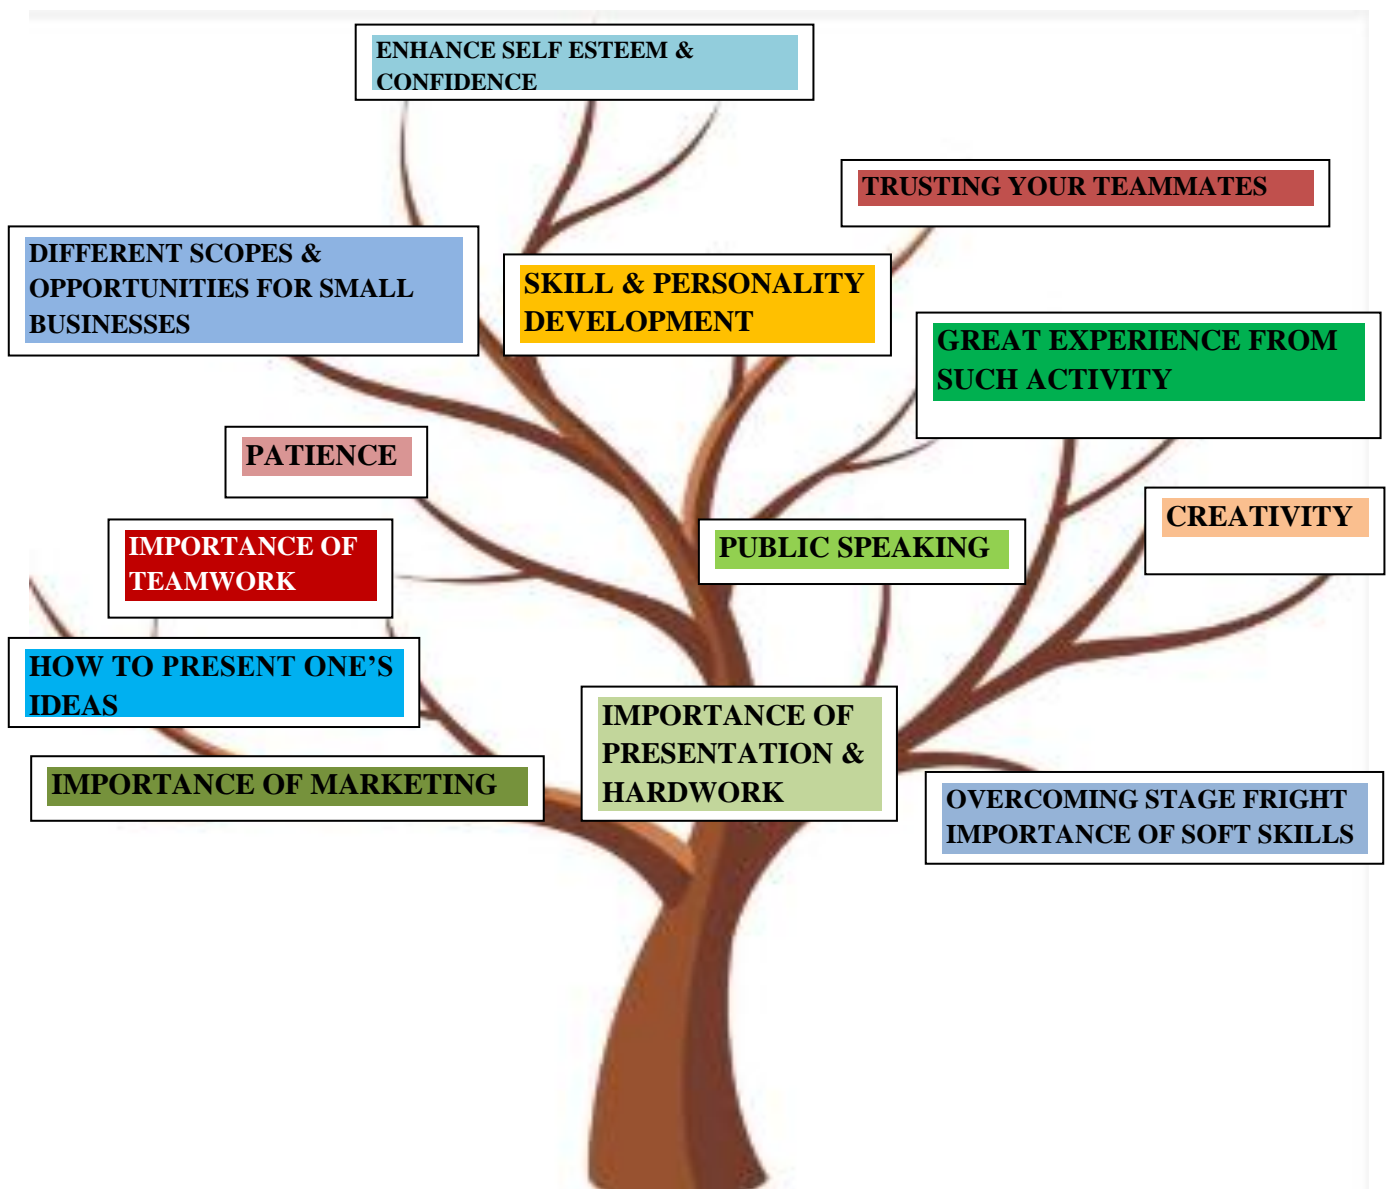 ENHANCE SELF ESTEEM &
CONFIDENCE
TRUSTING YOUR TEAMMATES
DIFFERENT SCOPES &
OPPORTUNITIES FOR SMALL
BUSINESSES
SKILL & PERSONALITY
DEVELOPMENT
GREAT EXPERIENCE FROM
SUCH ACTIVITY
PATIENCE
CREATIVITY
IMPORTANCE OF
TEAMWORK
PUBLIC SPEAKING
HOW TO PRESENT ONE’S
IDEAS
IMPORTANCE OF
PRESENTATION &
HARDWORK
IMPORTANCE OF MARKETING
OVERCOMING STAGE FRIGHT
IMPORTANCE OF SOFT SKILLS